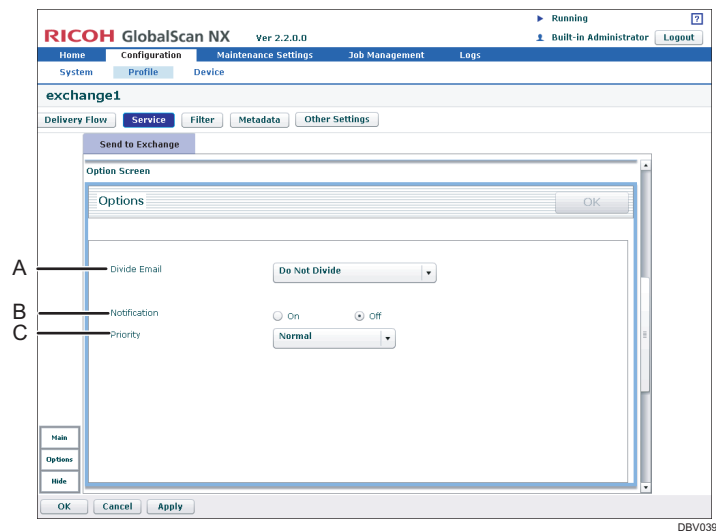 Running
?
RICOH GlobalScan NX Ver 2.2.0.0
Built-in Administrator Logout
Home Configuration Maintenance Settings Job Management Logs
System Profile Device
exchange1
Delivery Flow Service Filter Metadata Other Settings
Send to Exchange
Option Screen
Options OK
A Divide Email Do Not Divide
B Notification On Off
C Priority Normal
Main
Options
Hide
OK Cancel Apply
DBV039